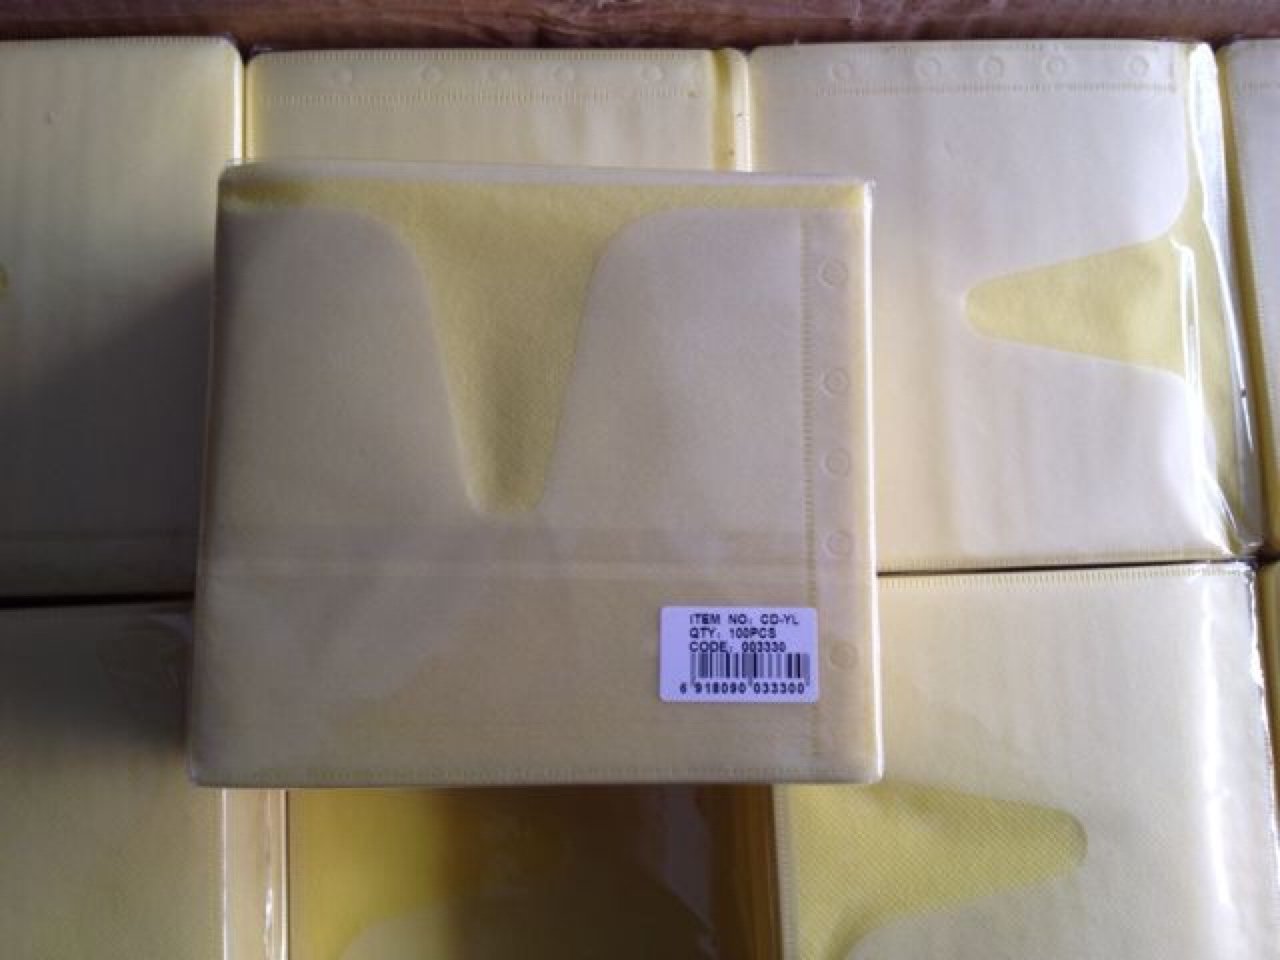 ITEM NO: CD-YL
QTY: 100PCS
CODE: 003330
6 918090 033300